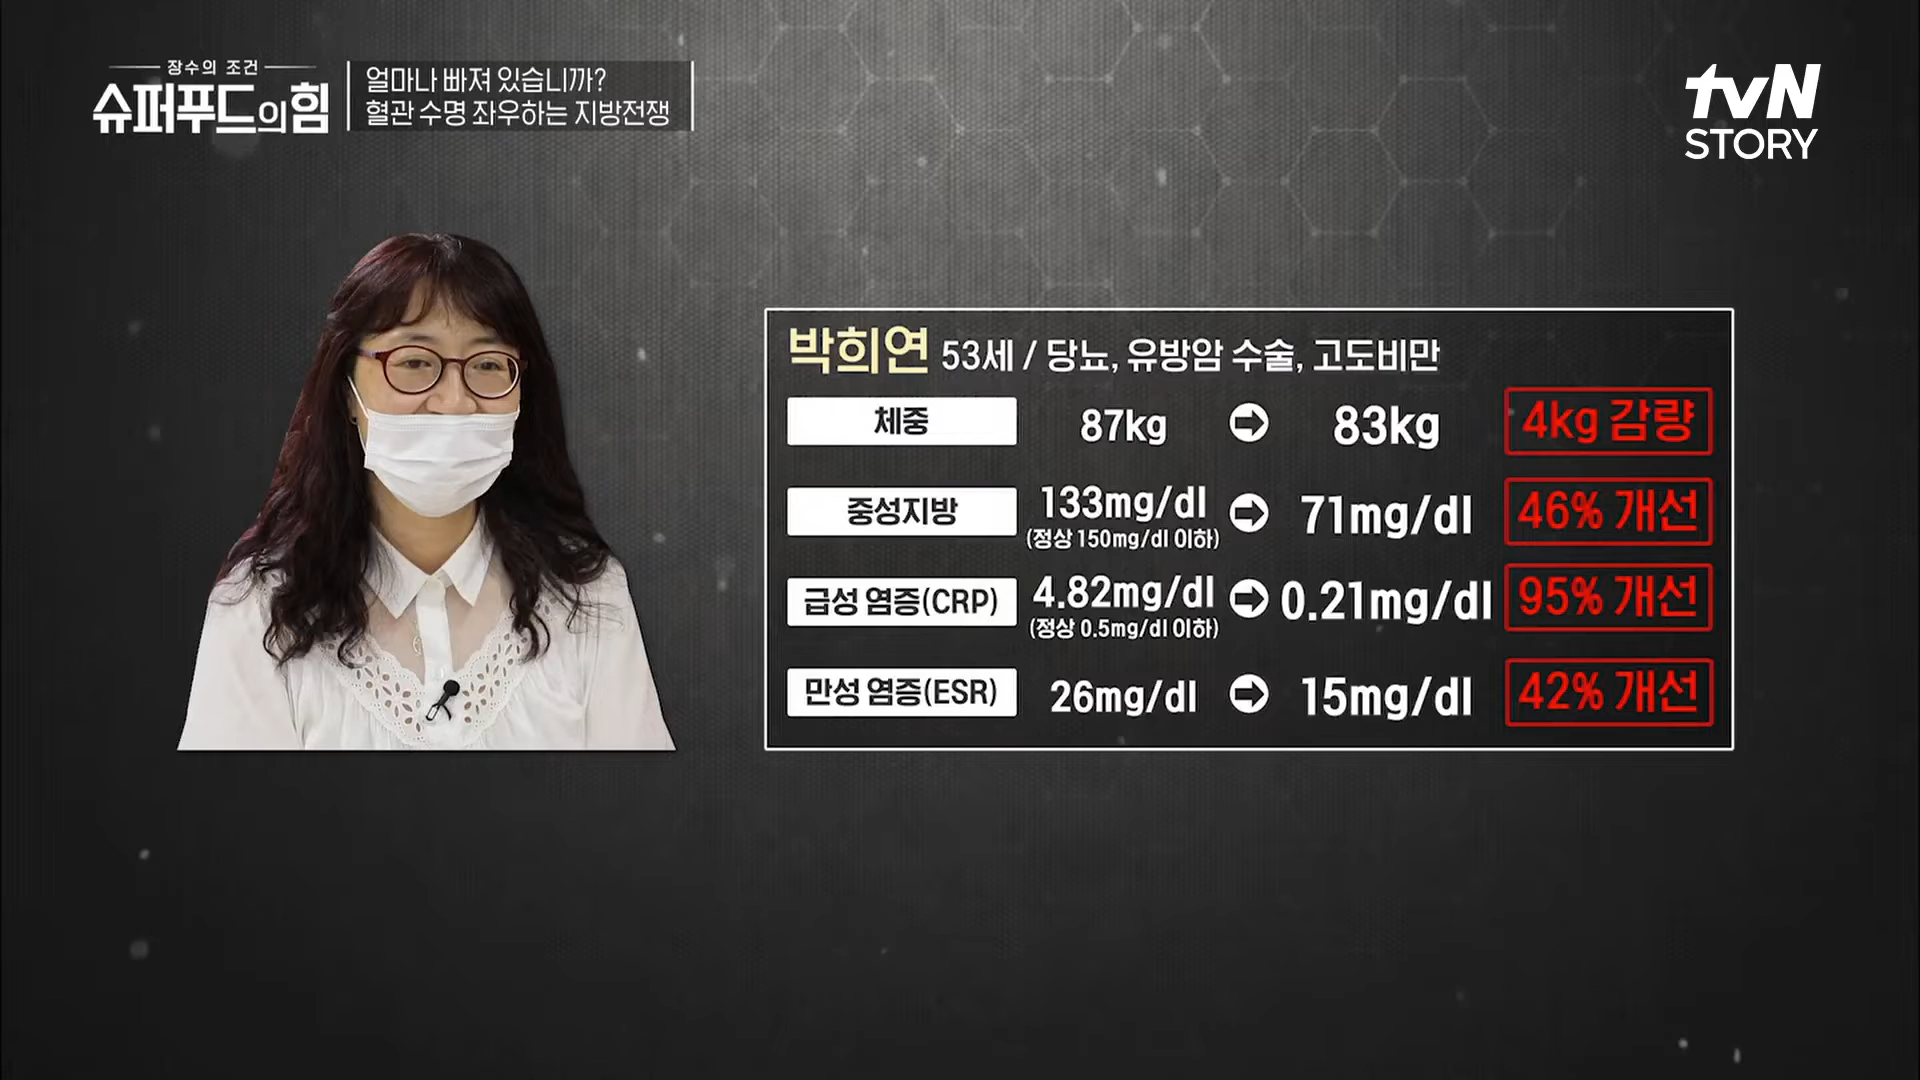 장수의 조건
슈퍼푸드의힘
얼마나 빠져 있습니까?
혈관 수명 좌우하는 지방전쟁
tvN
STORY
박희연 53세 / 당뇨, 유방암 수술, 고도비만
체중 87kg 83kg 4kg 감량
중성지방 133mg/dl 71mg/dl 46% 개선
(정상 150mg/dl 이하)
급성 염증(CRP) 4.82mg/dl 0.21mg/dl 95% 개선
(정상 0.5mg/dl 이하)
만성 염증(ESR) 26mg/dl 15mg/dl 42% 개선